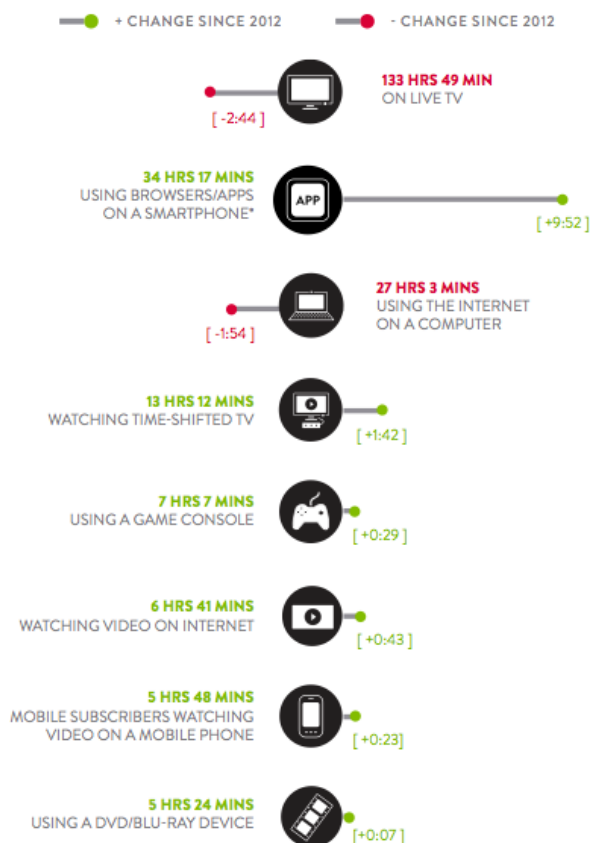 + CHANGE SINCE 2012
- CHANGE SINCE 2012
133 HRS 49 MIN
ON LIVE TV
[ -2:44 ]
34 HRS 17 MINS
USING BROWSERS/APPS
ON A SMARTPHONE*
APP
[ +9:52 ]
27 HRS 3 MINS
USING THE INTERNET
ON A COMPUTER
[ -1:54 ]
13 HRS 12 MINS
WATCHING TIME-SHIFTED TV
[ +1:42 ]
7 HRS 7 MINS
USING A GAME CONSOLE
[ +0:29 ]
6 HRS 41 MINS
WATCHING VIDEO ON INTERNET
[ +0:43 ]
5 HRS 48 MINS
MOBILE SUBSCRIBERS WATCHING
VIDEO ON A MOBILE PHONE
[ +0:23]
5 HRS 24 MINS
USING A DVD/BLU-RAY DEVICE
[+0:07 ]